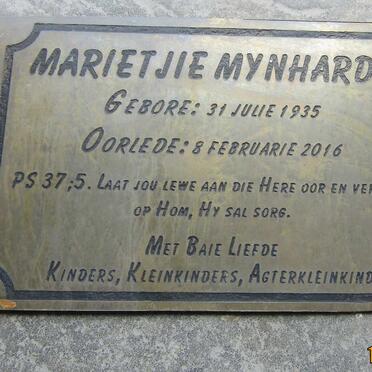 MARIETJIE MYNHARD
GEBORE: 31 JULIE 1935
OORLEDE: 8 FEBRUARIE 2016
PS 37;5. LAAT JOU LEWE AAN DIE HERE OOR EN VER
OP HOM, HY SAL SORG.
MET BAIE LIEFDE
KINDERS, KLEINKINDERS, AGTERKLEINKIND